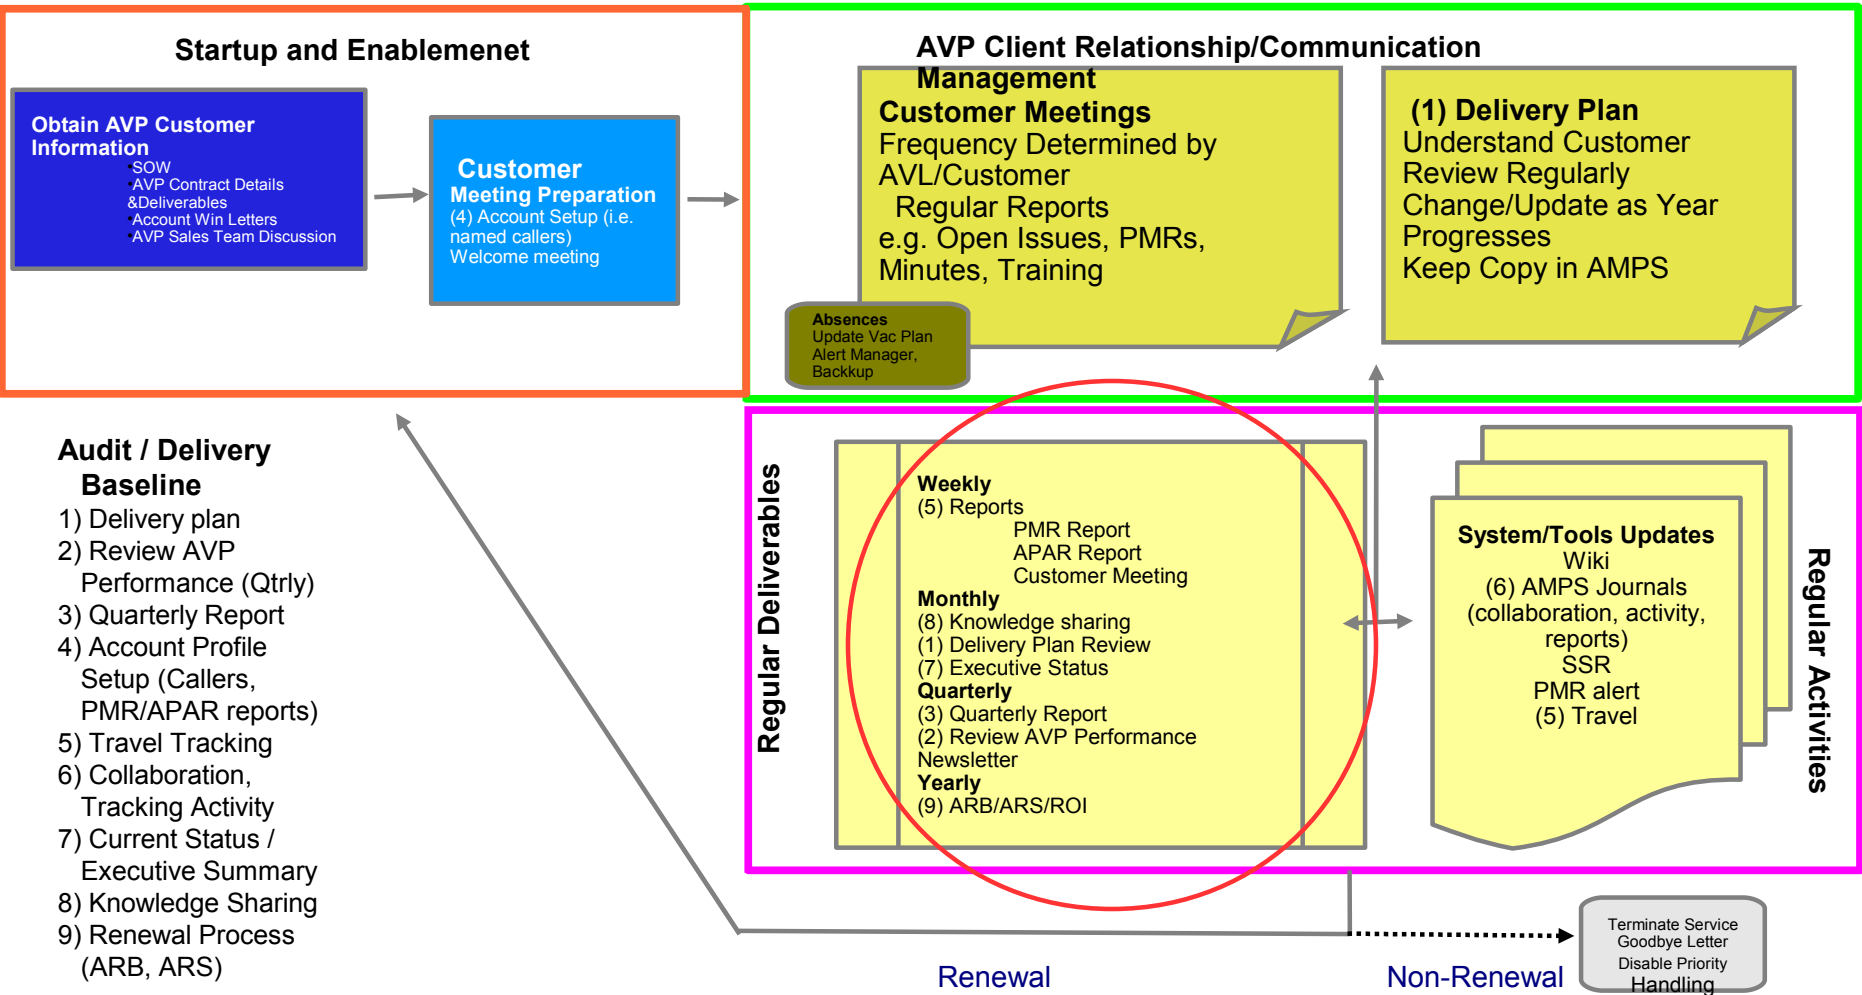 Startup and Enablemenet
Obtain AVP Customer
Information
•SOW
•AVP Contract Details
&Deliverables
•Account Win Letters
•AVP Sales Team Discussion
Customer
Meeting Preparation
(4) Account Setup (i.e.
named callers)
Welcome meeting
AVP Client Relationship/Communication
Management
Customer Meetings
Frequency Determined by
AVL/Customer
Regular Reports
e.g. Open Issues, PMRs,
Minutes, Training
(1) Delivery Plan
Understand Customer
Review Regularly
Change/Update as Year
Progresses
Keep Copy in AMPS
Absences
Update Vac Plan
Alert Manager,
Backkup
Audit / Delivery
Baseline
1) Delivery plan
2) Review AVP
Performance (Qtrly)
3) Quarterly Report
4) Account Profile
Setup (Callers,
PMR/APAR reports)
5) Travel Tracking
6) Collaboration,
Tracking Activity
7) Current Status /
Executive Summary
8) Knowledge Sharing
9) Renewal Process
(ARB, ARS)
Regular Deliverables
Weekly
(5) Reports
PMR Report
APAR Report
Customer Meeting
Monthly
(8) Knowledge sharing
(1) Delivery Plan Review
(7) Executive Status
Quarterly
(3) Quarterly Report
(2) Review AVP Performance
Newsletter
Yearly
(9) ARB/ARS/ROI
System/Tools Updates
Wiki
(6) AMPS Journals
(collaboration, activity,
reports)
SSR
PMR alert
(5) Travel
Regular Activities
Renewal
Non-Renewal
Terminate Service
Goodbye Letter
Disable Priority
Handling